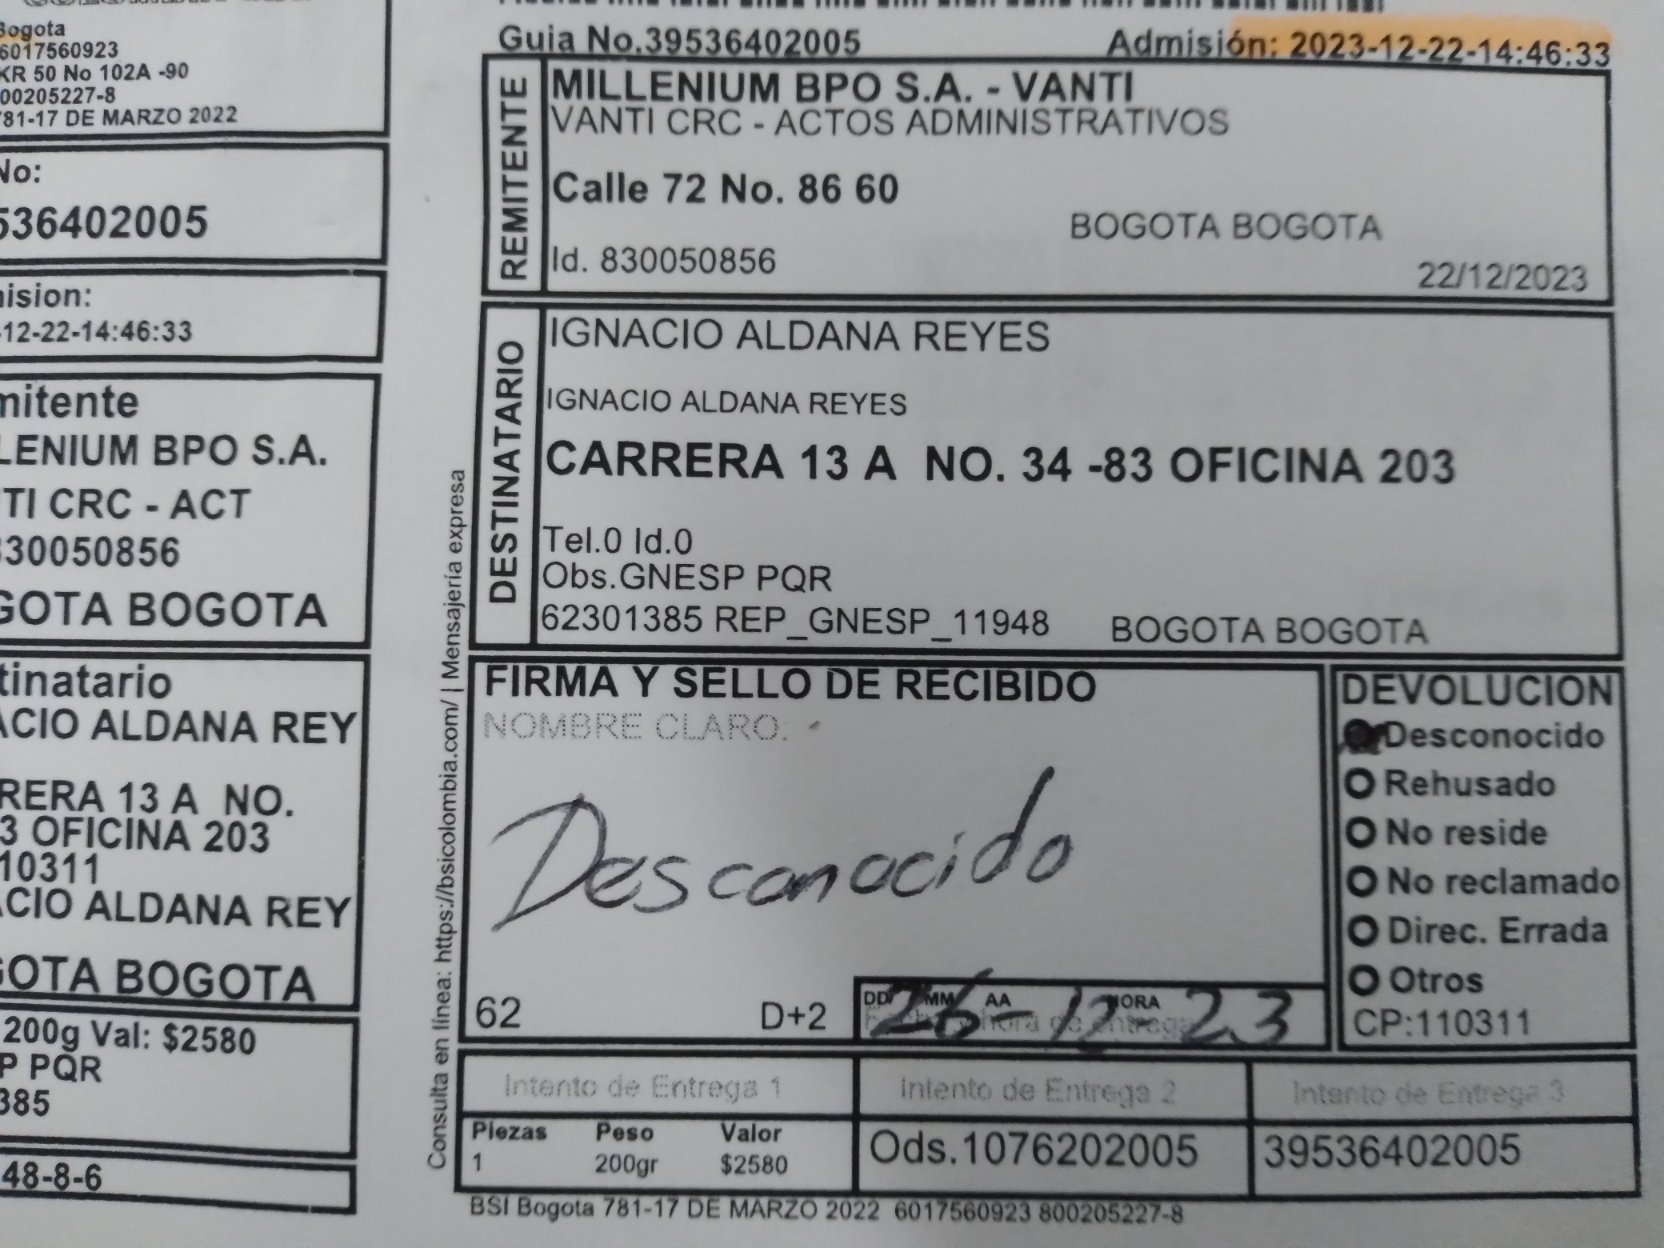 Bogota
6017560923
KR 50 No 102A -90
00205227-8
781-17 DE MARZO 2022
No:
536402005
ision:
-12-22-14:46:33
mitente
LENIUM BPO S.A.
TI CRC - ACT
830050856
GOTA BOGOTA
tinatario
ACIO ALDANA REY
RERA 13 A NO.
3 OFICINA 203
10311
ACIO ALDANA REY
GOTA BOGOTA
200g Val: $2580
P PQR
385
48-8-6
Guia No.39536402005 Admisión: 2023-12-22-14:46:33
REMITENTE
MILLENIUM BPO S.A. - VANTI
VANTI CRC - ACTOS ADMINISTRATIVOS
Calle 72 No. 86 60
BOGOTA BOGOTA
Id. 830050856
22/12/2023
DESTINATARIO
IGNACIO ALDANA REYES
IGNACIO ALDANA REYES
CARRERA 13 A NO. 34 -83 OFICINA 203
Tel.0 Id.0
Obs.GNESP PQR
62301385 REP_GNESP_11948 BOGOTA BOGOTA
Consulta en línea: https://bsicolombia.com/ | Mensajería expresa
FIRMA Y SELLO DE RECIBIDO
NOMBRE CLARO:
Desconocido
62 D+2
DD MM AA HORA
hora de entrega
26-12-23
DEVOLUCION
Desconocido
Rehusado
No reside
No reclamado
Direc. Errada
Otros
CP:110311
Intento de Entrega 1 Intento de Entrega 2 Intento de Entrega 3
Piezas Peso Valor
1 200gr $2580
Ods.1076202005 39536402005
BSI Bogota 781-17 DE MARZO 2022 6017560923 800205227-8